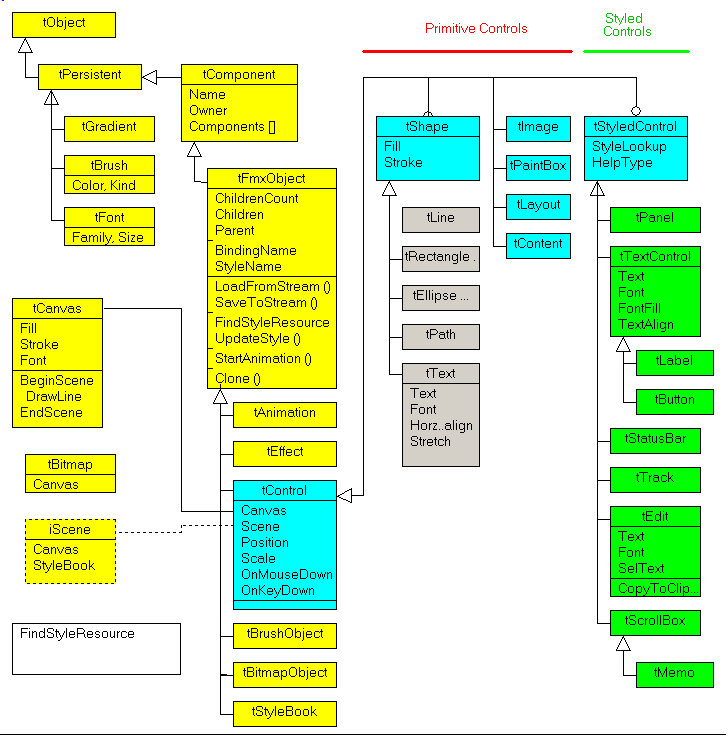 tObject
tPersistent
tGradient
tBrush
Color, Kind
tFont
Family, Size
tComponent
Name
Owner
Components []
tFmxObject
ChildrenCount
Children
Parent
BindingName
StyleName
LoadFromStream ()
SaveToStream ()
FindStyleResource
UpdateStyle ()
StartAnimation ()
Clone ()
tCanvas
Fill
Stroke
Font
BeginScene
DrawLine
EndScene
tBitmap
Canvas
iScene
Canvas
StyleBook
FindStyleResource
tAnimation
tEffect
tControl
Canvas
Scene
Position
Scale
OnMouseDown
OnKeyDown
tBrushObject
tBitmapObject
tStyleBook
Primitive Controls
tShape
Fill
Stroke
tLine
tRectangle .
tEllipse ...
tPath
tText
Text
Font
Horz..align
Stretch
tImage
tPaintBox
tLayout
tContent
Styled
Controls
tStyledControl
StyleLookup
HelpType
tPanel
tTextControl
Text
Font
FontFill
TextAlign
tLabel
tButton
tStatusBar
tTrack
tEdit
Text
Font
SelText
CopyToClip...
tScrollBox
tMemo